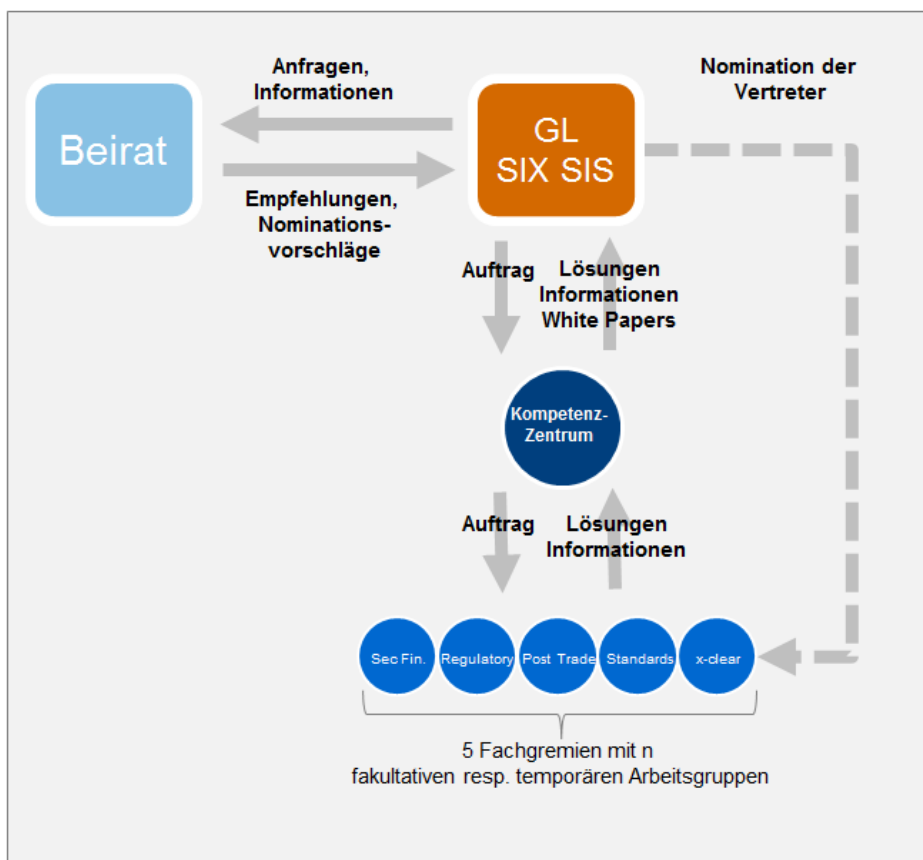 Anfragen,
Informationen
Nomination der
Vertreter
Beirat
GL
SIX SIS
Empfehlungen,
Nominations-
vorschläge
Auftrag
Lösungen
Informationen
White Papers
Kompetenz-
Zentrum
Auftrag
Lösungen
Informationen
Sec Fin.
Regulatory
Post Trade
Standards
x-clear
5 Fachgremien mit n
fakultativen resp. temporären Arbeitsgruppen